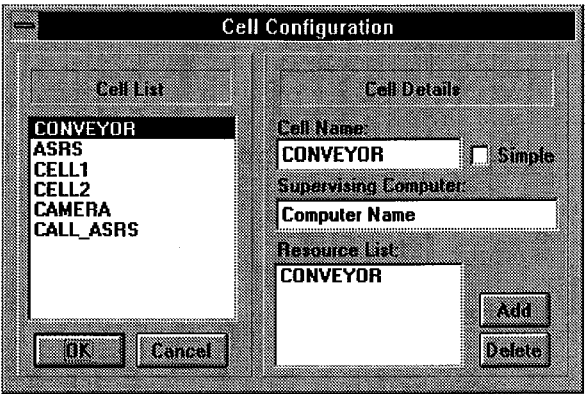 Cell Configuration
Cell List
CONVEYOR
ASRS
CELL1
CELL2
CAMERA
CALL_ASRS
OK
Cancel
Cell Details
Cell Name:
CONVEYOR
Simple
Supervising Computer:
Computer Name
Resource List:
CONVEYOR
Add
Delete